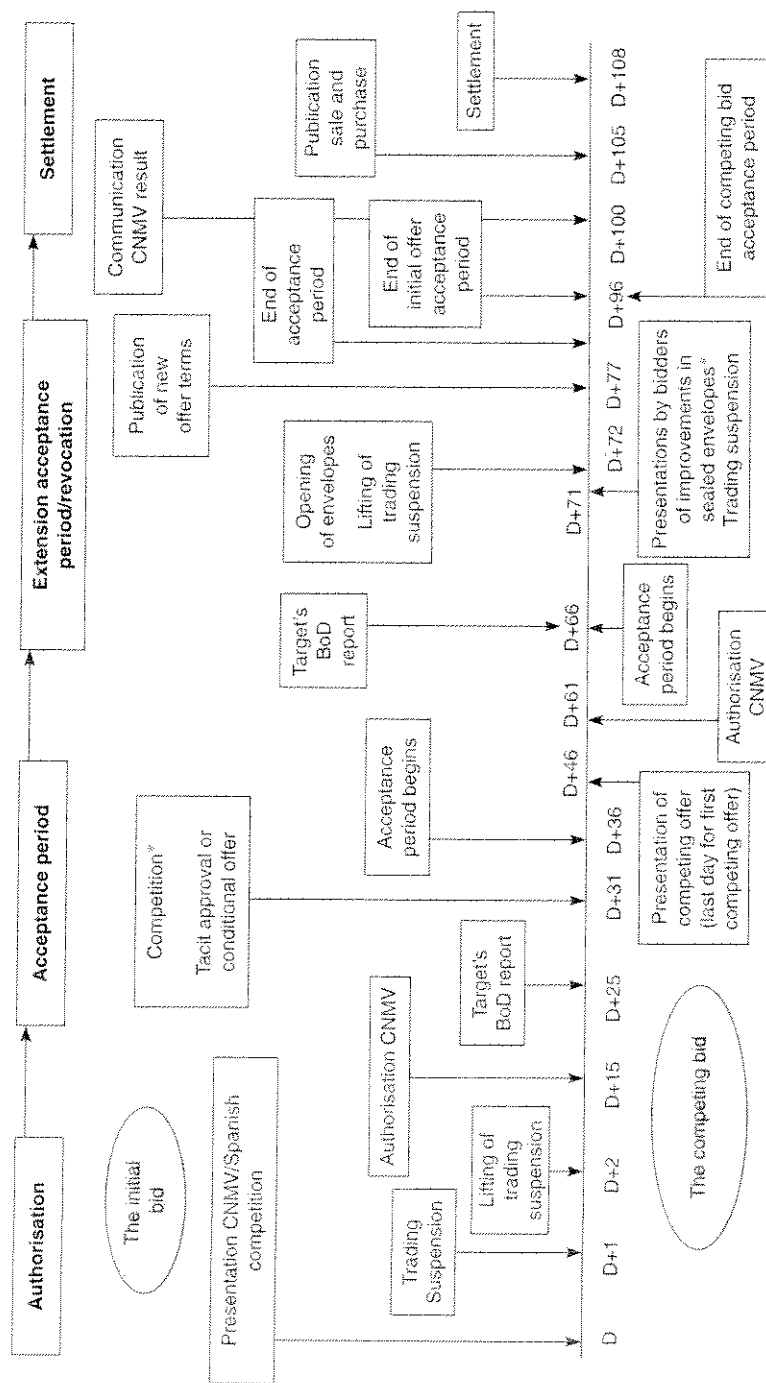 Authorisation
Acceptance period
Extension acceptance
period/revocation
Settlement
The initial
bid
Presentation CNMV/Spanish
competition
Trading
Suspension
Lifting of
trading
suspension
Authorisation CNMV
Target's
BoD report
Competition*
Tacit approval or
conditional offer
Acceptance
period begins
Target's
BoD
report
Opening
of envelopes
Lifting of
trading
suspension
Publication
of new
offer terms
End of
acceptance
period
Communication
CNMV result
End of
initial offer
acceptance
period
Publication
sale and
purchase
Settlement
D
D+1
D+2
D+15
D+25
D+31
D+36
D+46
D+61
D+66
D+71
D+72
D+77
D+96
D+100
D+105
D+108
The competing bid
Presentation of
competing offer
(last day for first
competing offer)
Authorisation
CNMV
Acceptance
period begins
Presentations by bidders
of improvements in
sealed envelopes*
Trading suspension
End of competing bid
acceptance period